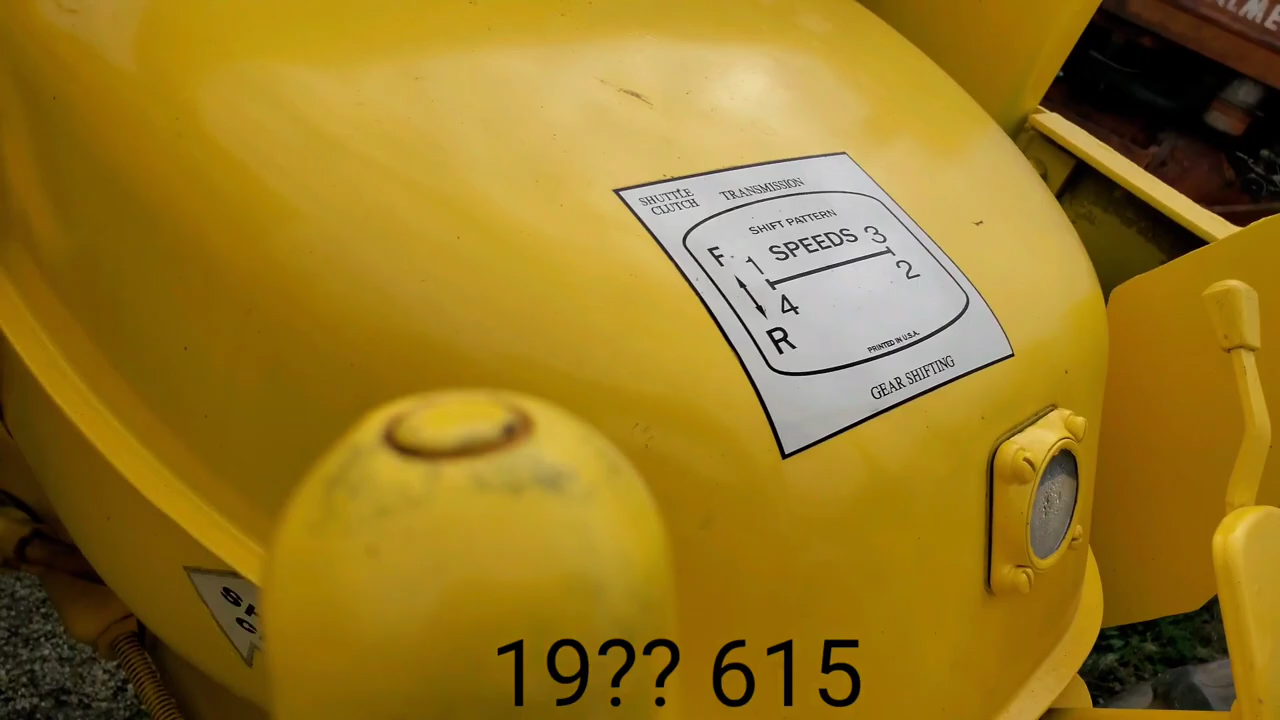 SHUTTLE CLUTCH
TRANSMISSION
SHIFT PATTERN
F 1 SPEEDS 3
4 2
R
PRINTED IN U.S.A.
GEAR SHIFTING
19?? 615